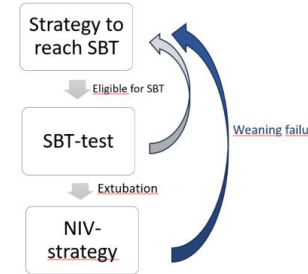 Strategy to
reach SBT
Eligible for SBT
SBT-test
Weaning failu
Extubation
NIV-
strategy